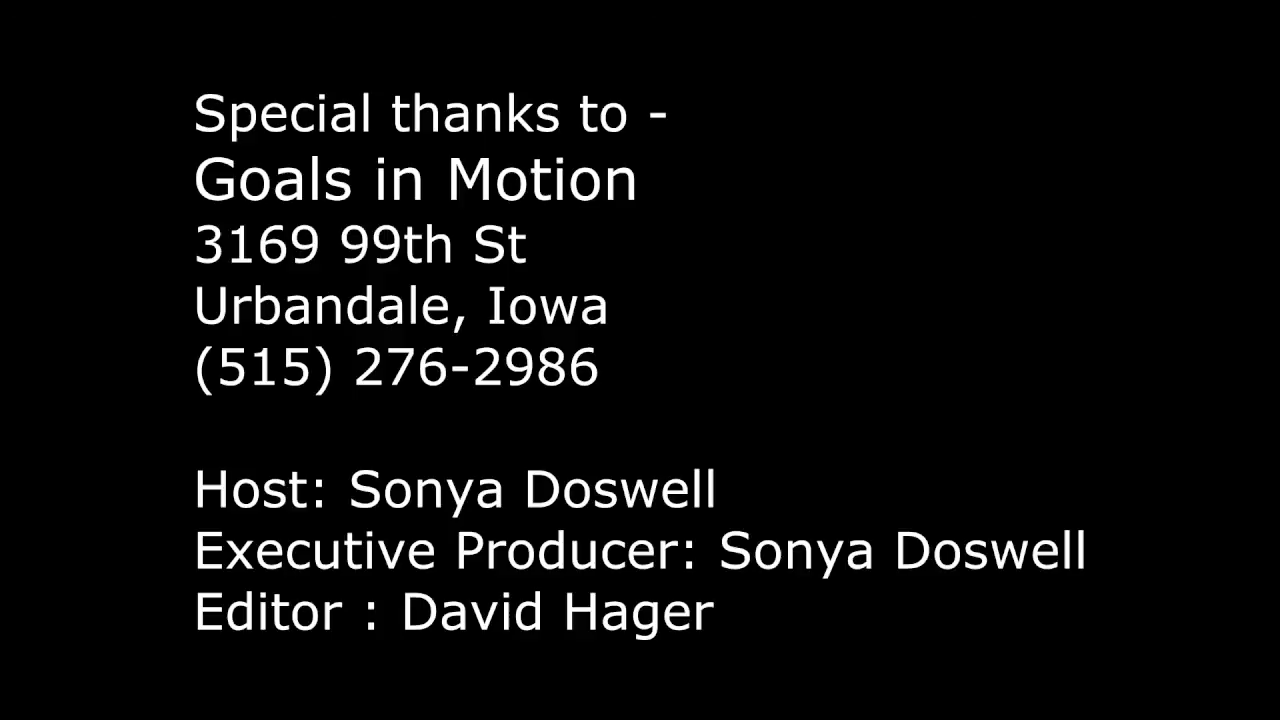 Special thanks to -
Goals in Motion
3169 99th St
Urbandale, Iowa
(515) 276-2986
Host: Sonya Doswell
Executive Producer: Sonya Doswell
Editor : David Hager